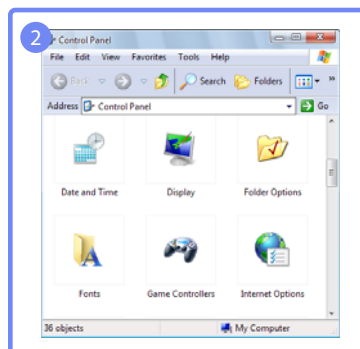 2
Control Panel
File Edit View Favorites Tools Help
Back Search Folders »
Address Control Panel Go
Date and Time Display Folder Options
Fonts Game Controllers Internet Options
36 objects My Computer